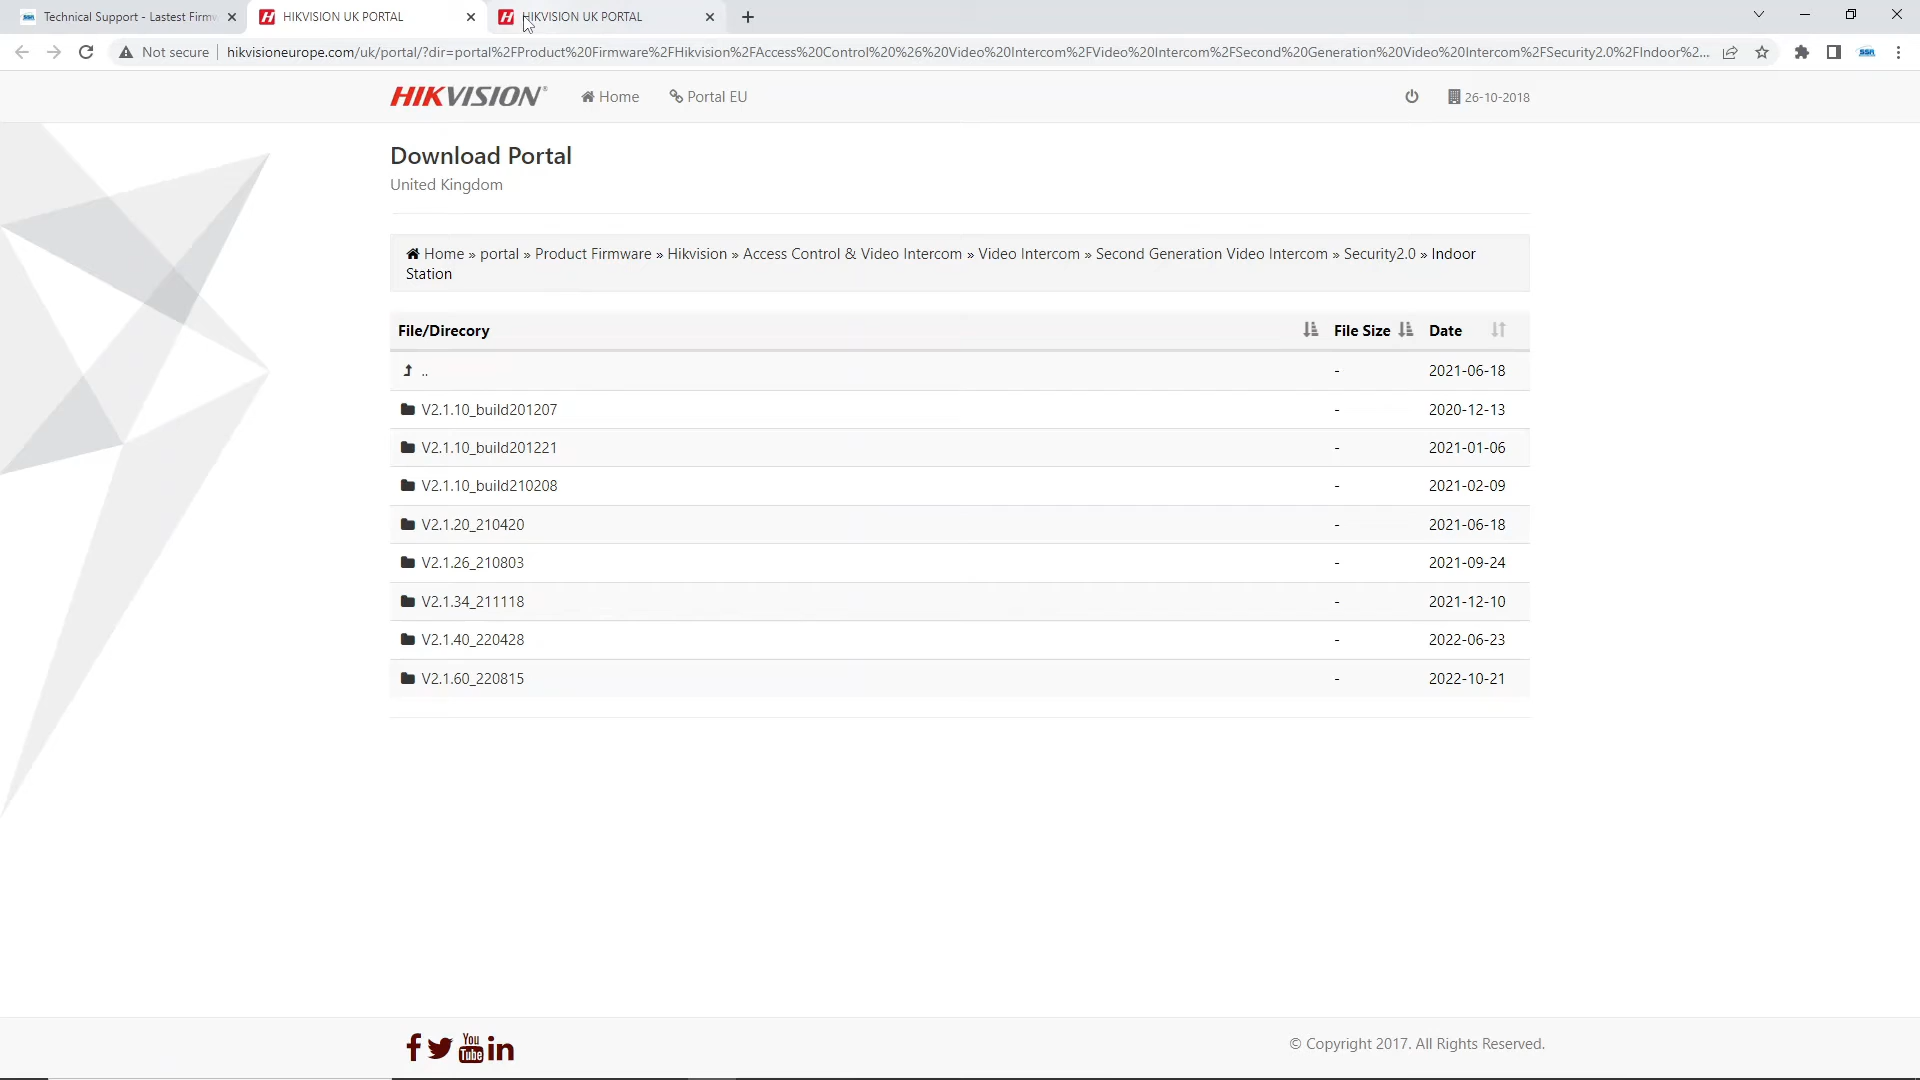 Technical Support - Lastest Firmw
HIKVISION UK PORTAL
HIKVISION UK PORTAL
Not secure
hikvisioneurope.com/uk/portal/?dir=portal%2FProduct%20Firmware%2FHikvision%2FAccess%20Control%20%26%20Video%20Intercom%2FVideo%20Intercom%2FSecond%20Generation%20Video%20Intercom%2FSecurity2.0%2FIndoor%2...
HIKVISION®
Home
Portal EU
26-10-2018
Download Portal
United Kingdom
Home » portal » Product Firmware » Hikvision » Access Control & Video Intercom » Video Intercom » Second Generation Video Intercom » Security2.0 » Indoor
Station
File/Direcory File Size Date
.. - 2021-06-18
V2.1.10_build201207 - 2020-12-13
V2.1.10_build201221 - 2021-01-06
V2.1.10_build210208 - 2021-02-09
V2.1.20_210420 - 2021-06-18
V2.1.26_210803 - 2021-09-24
V2.1.34_211118 - 2021-12-10
V2.1.40_220428 - 2022-06-23
V2.1.60_220815 - 2022-10-21
You
Tube
© Copyright 2017. All Rights Reserved.